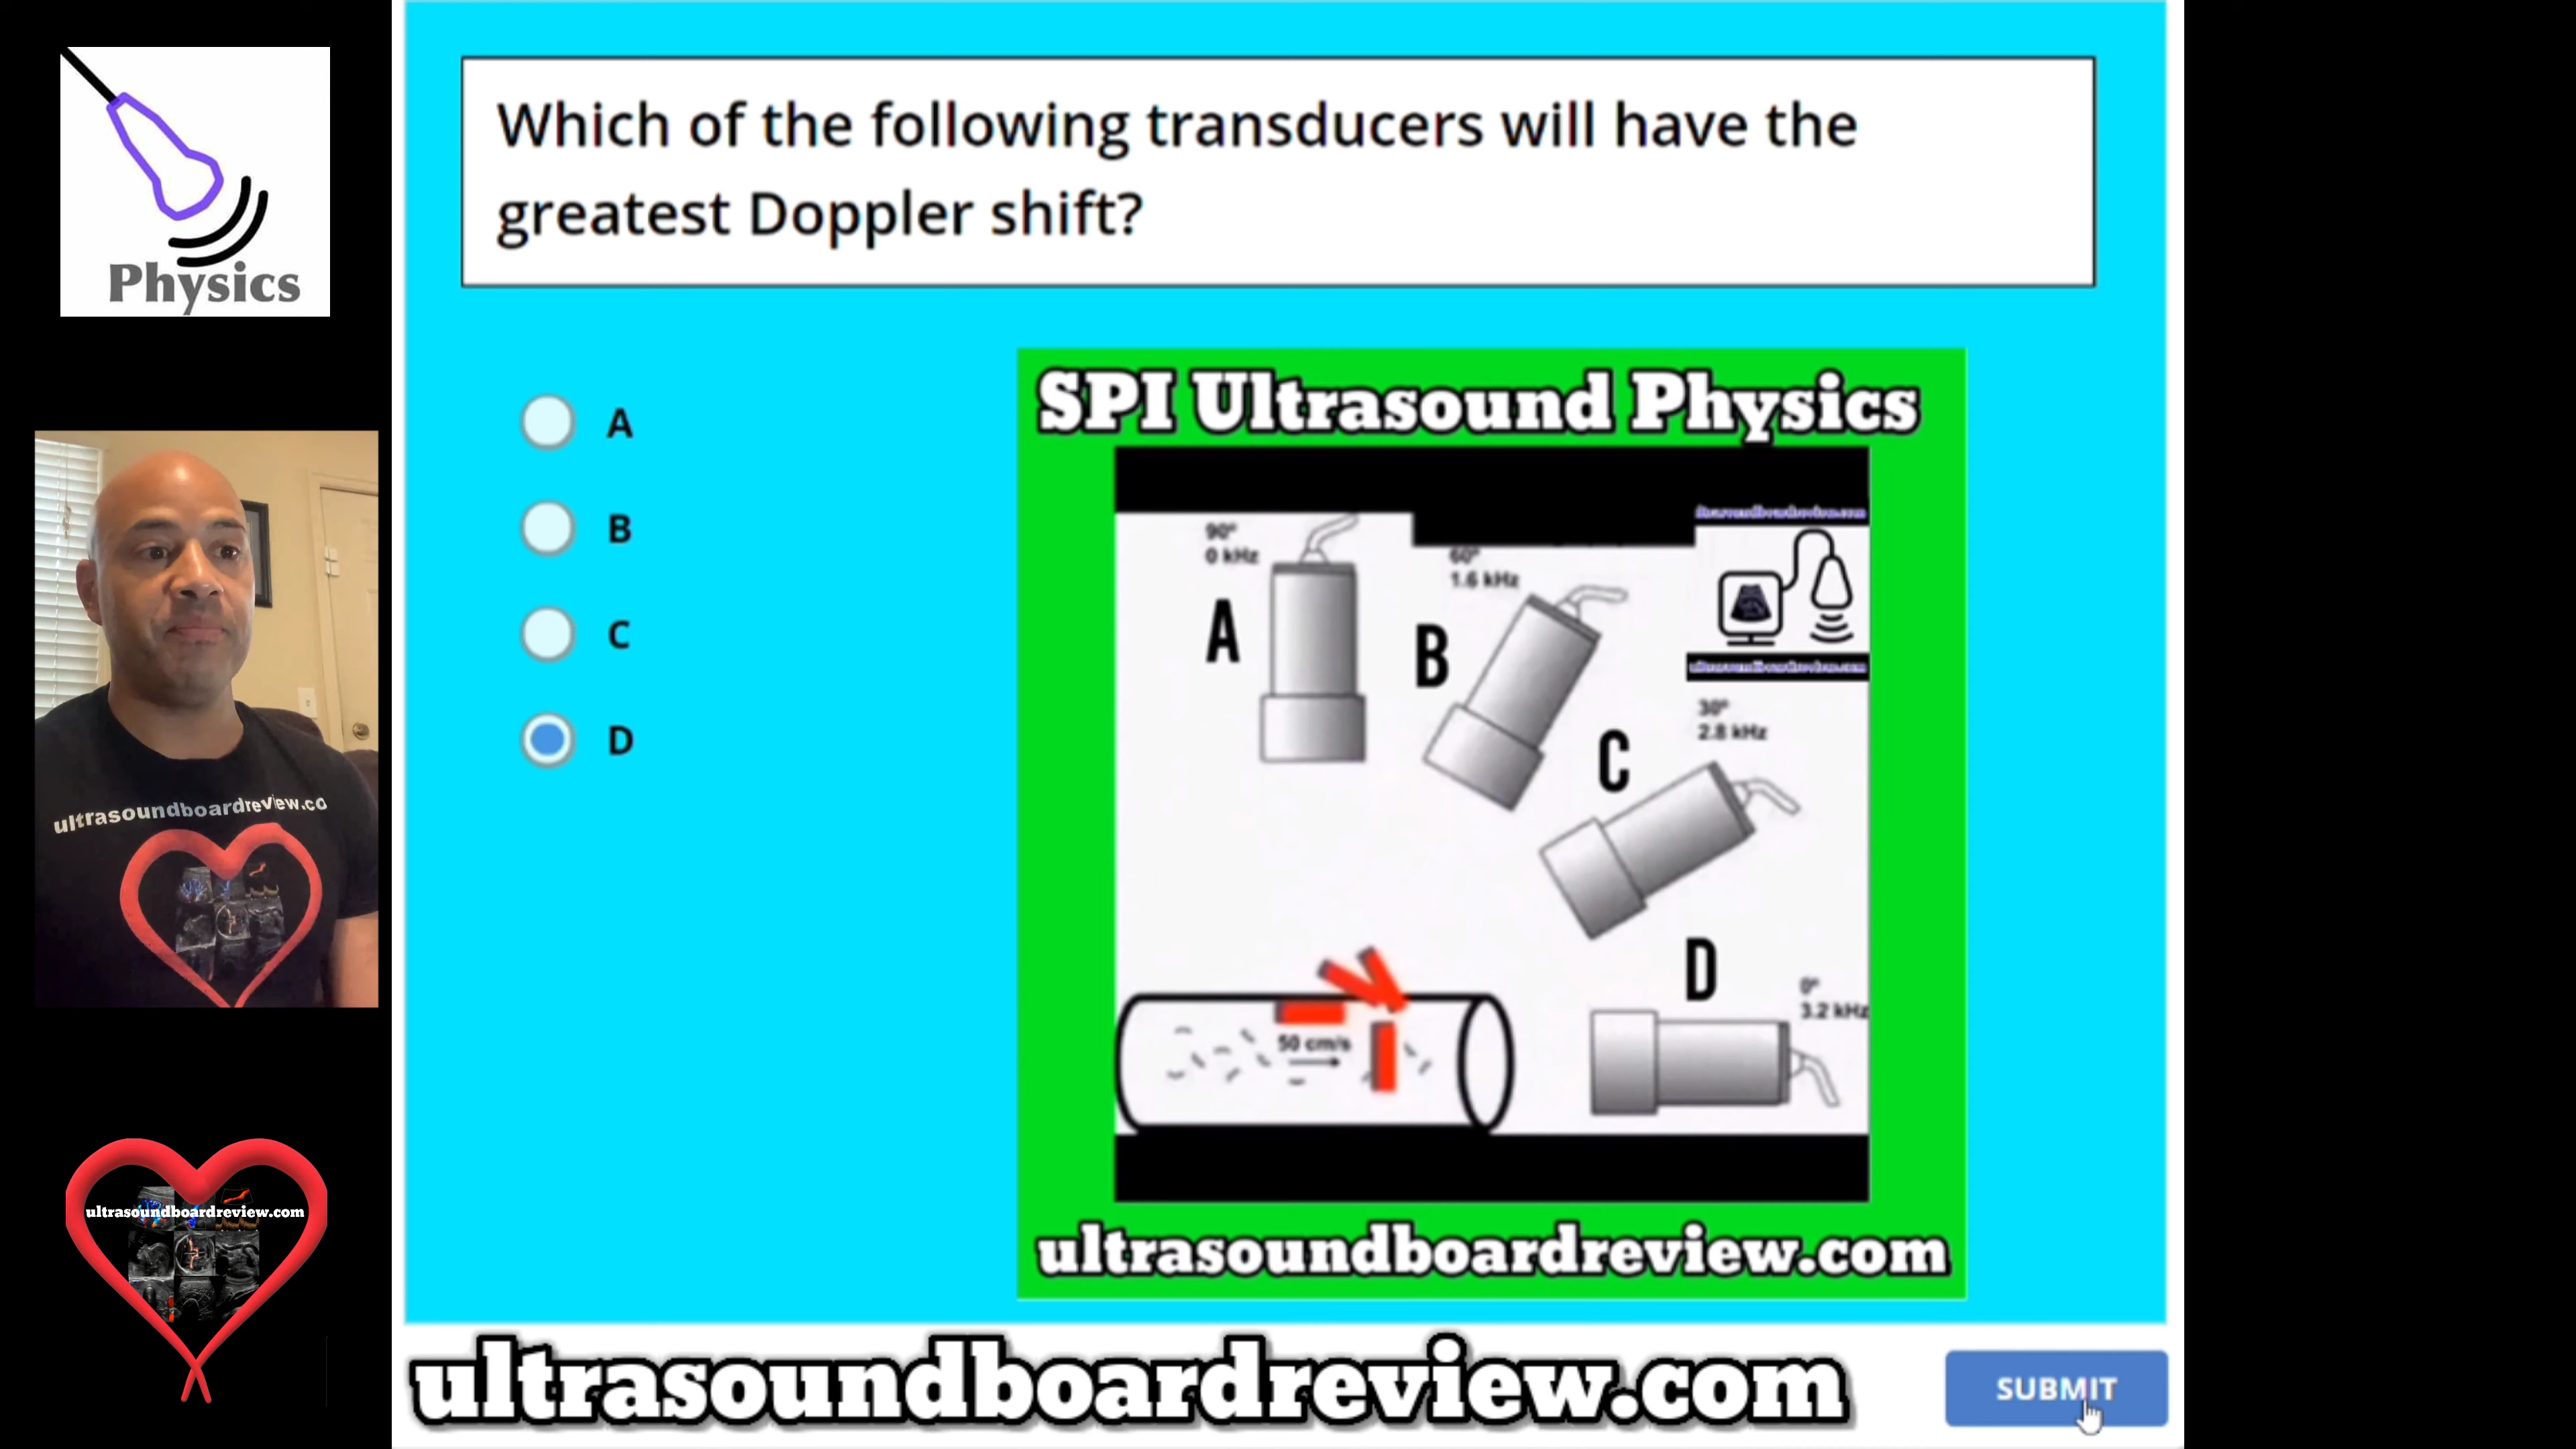 Physics
Which of the following transducers will have the
greatest Doppler shift?
A
B
C
D
SPI Ultrasound Physics
90°
0 kHz
A
60°
1.6 kHz
B
ultrasoundboardreview.com
30°
2.8 kHz
C
D
0°
3.2 kHz
50 cm/s
ultrasoundboardreview.com
ultrasoundboardreview.co
ultrasoundboardreview.com
ultrasoundboardreview.com
SUBMIT